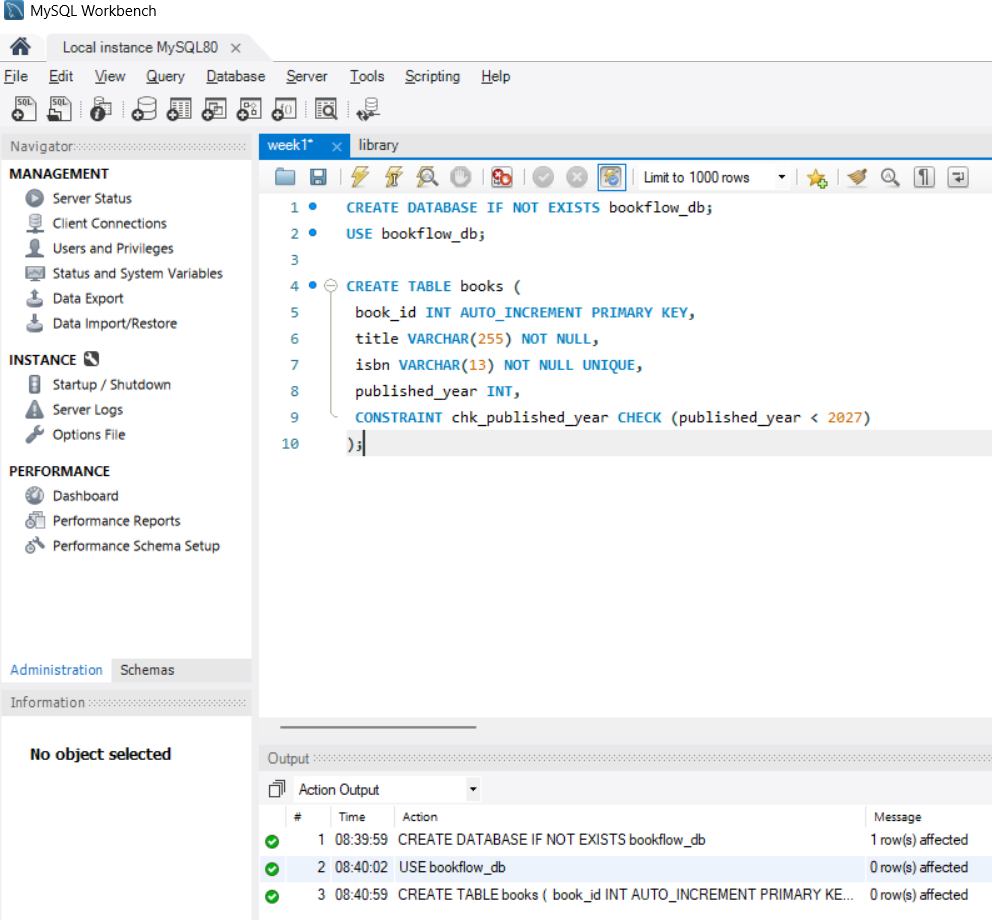 MySQL Workbench
Local instance MySQL80
File Edit View Query Database Server Tools Scripting Help
Navigator
MANAGEMENT
Server Status
Client Connections
Users and Privileges
Status and System Variables
Data Export
Data Import/Restore
INSTANCE
Startup / Shutdown
Server Logs
Options File
PERFORMANCE
Dashboard
Performance Reports
Performance Schema Setup
Administration Schemas
Information
No object selected
week1* library
Limit to 1000 rows
1 CREATE DATABASE IF NOT EXISTS bookflow_db;
2 USE bookflow_db;
3
4 CREATE TABLE books (
5 book_id INT AUTO_INCREMENT PRIMARY KEY,
6 title VARCHAR(255) NOT NULL,
7 isbn VARCHAR(13) NOT NULL UNIQUE,
8 published_year INT,
9 CONSTRAINT chk_published_year CHECK (published_year < 2027)
10 );
Output
Action Output
# Time Action Message
1 08:39:59 CREATE DATABASE IF NOT EXISTS bookflow_db 1 row(s) affected
2 08:40:02 USE bookflow_db 0 row(s) affected
3 08:40:59 CREATE TABLE books ( book_id INT AUTO_INCREMENT PRIMARY KE... 0 row(s) affected